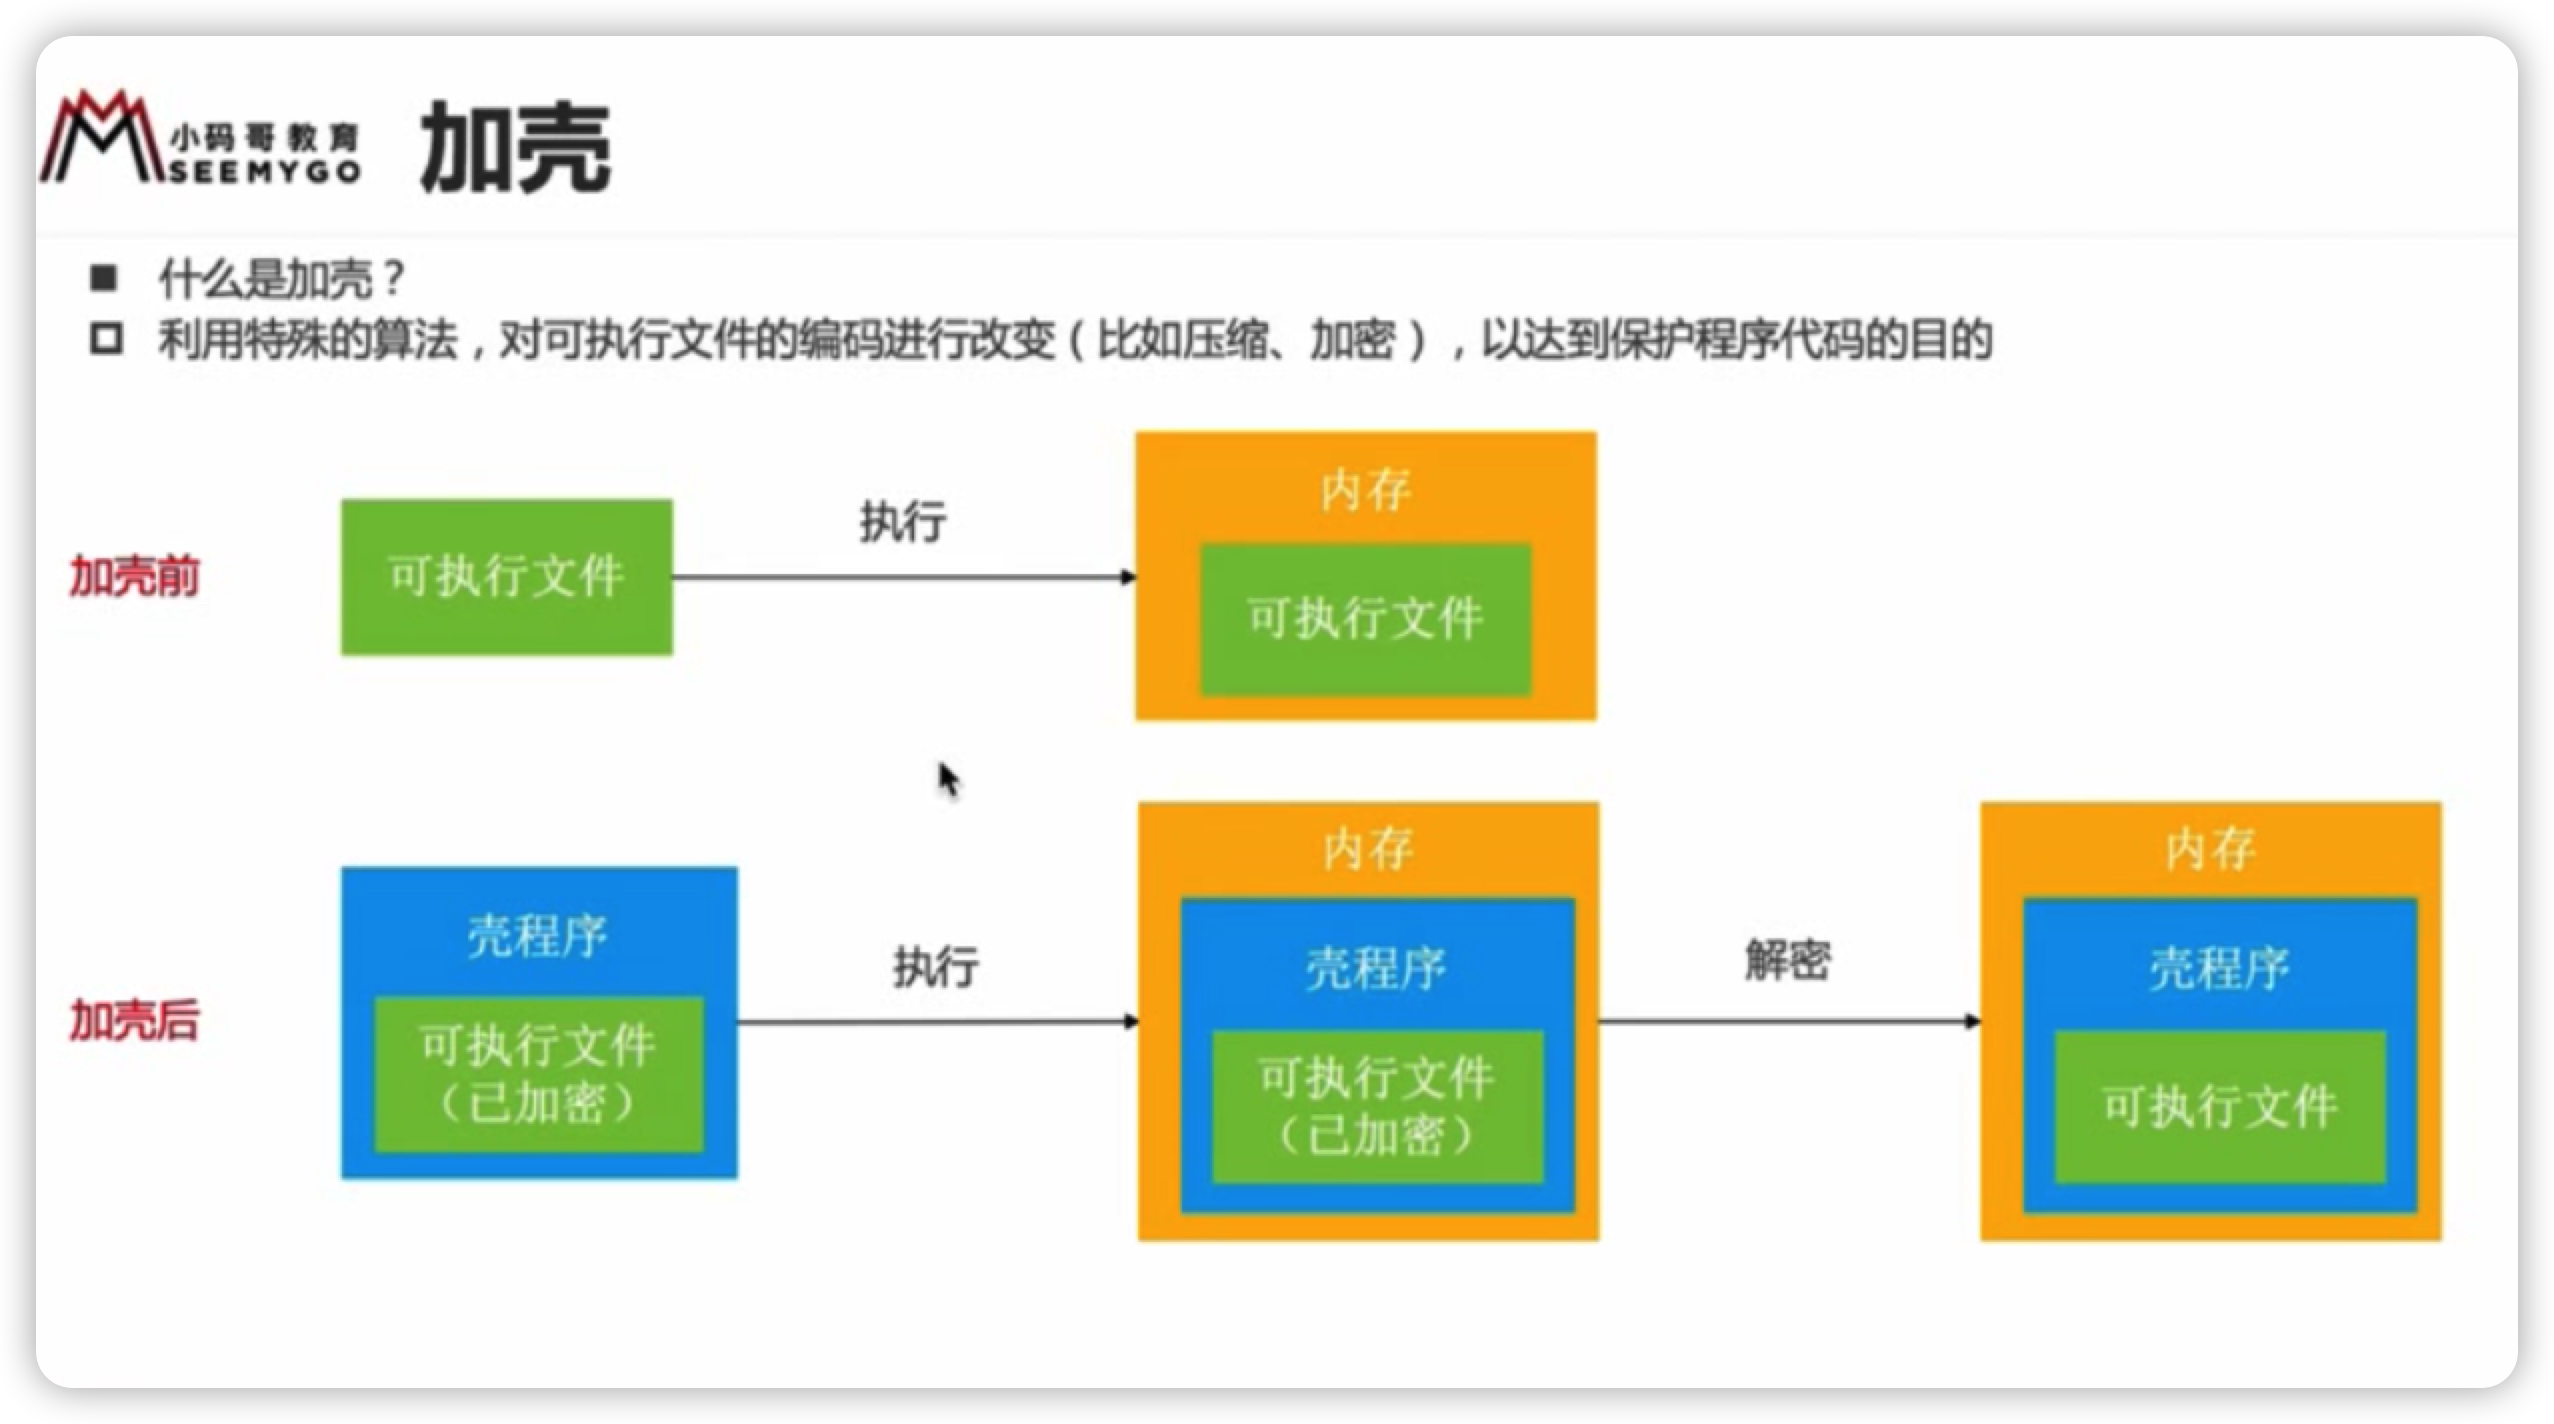 小码哥教育
SEEMYGO
加壳
什么是加壳？
利用特殊的算法，对可执行文件的编码进行改变（比如压缩、加密），以达到保护程序代码的目的
加壳前
可执行文件
执行
内存
可执行文件
加壳后
壳程序
可执行文件
（已加密）
执行
内存
壳程序
可执行文件
（已加密）
解密
内存
壳程序
可执行文件